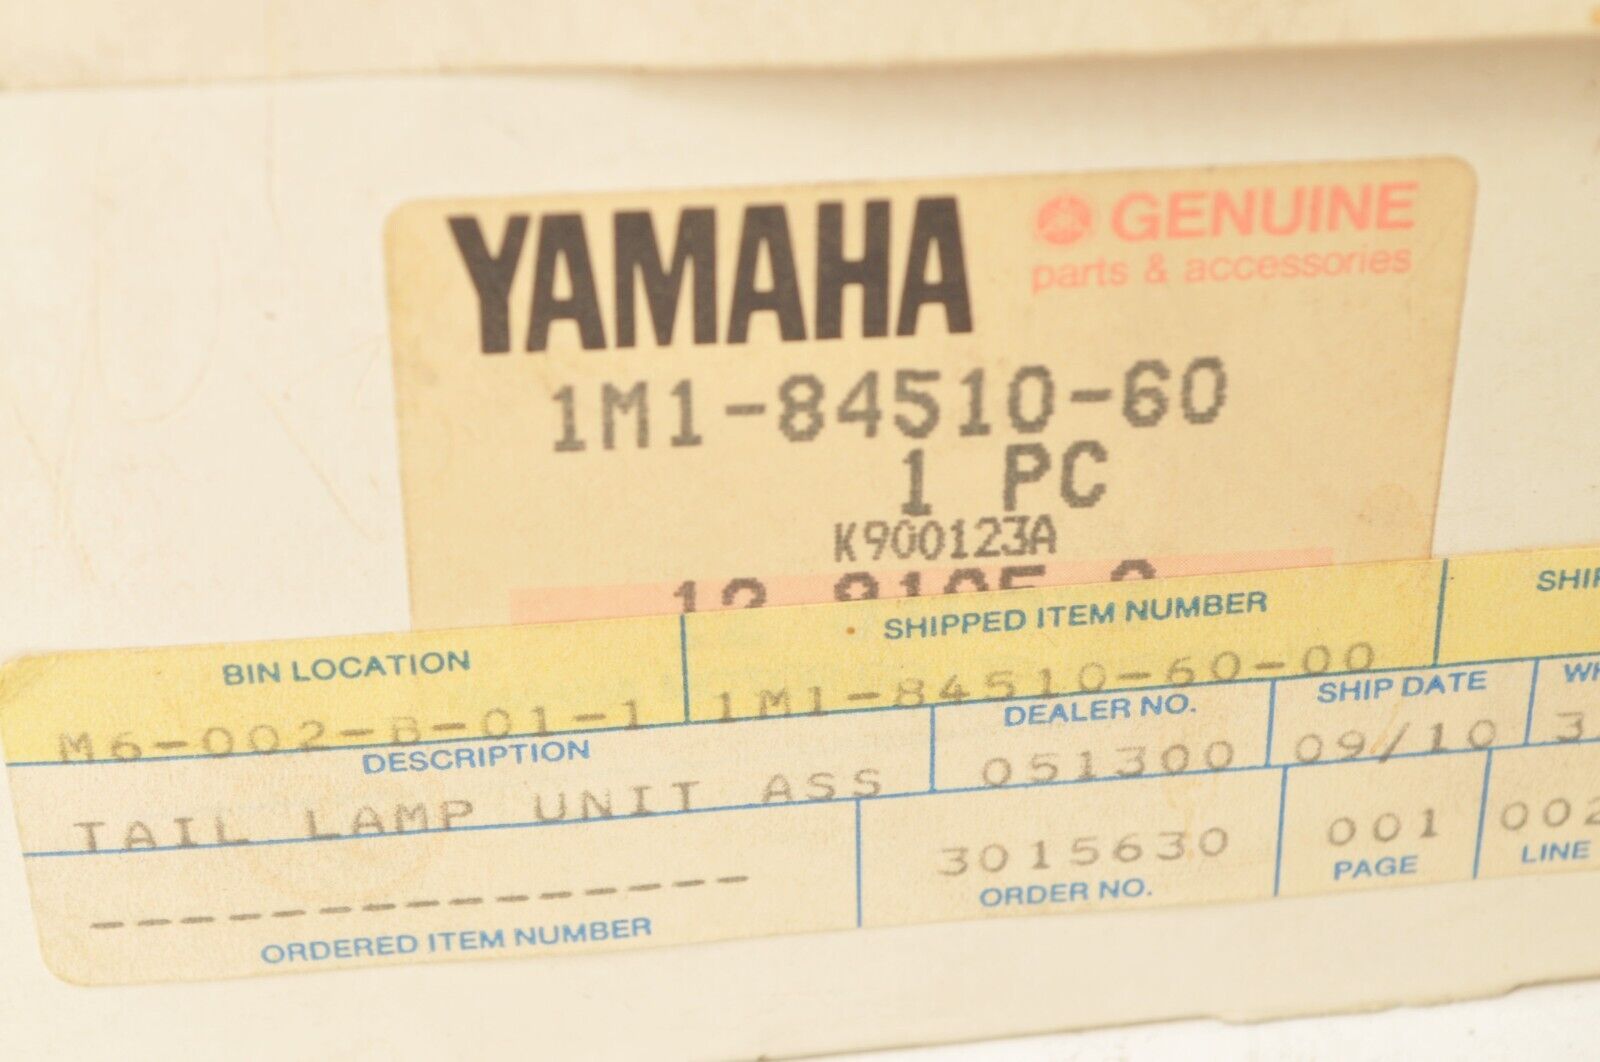 YAMAHA GENUINE
parts & accessories
1M1-84510-60
1 PC
K900123A
BIN LOCATION SHIPPED ITEM NUMBER
M6-002-B-01-1 1M1-84510-60-00
DESCRIPTION DEALER NO. SHIP DATE
TAIL LAMP UNIT ASS 051300 09/10
3015630 001 002
--------------
ORDERED ITEM NUMBER ORDER NO. PAGE LINE